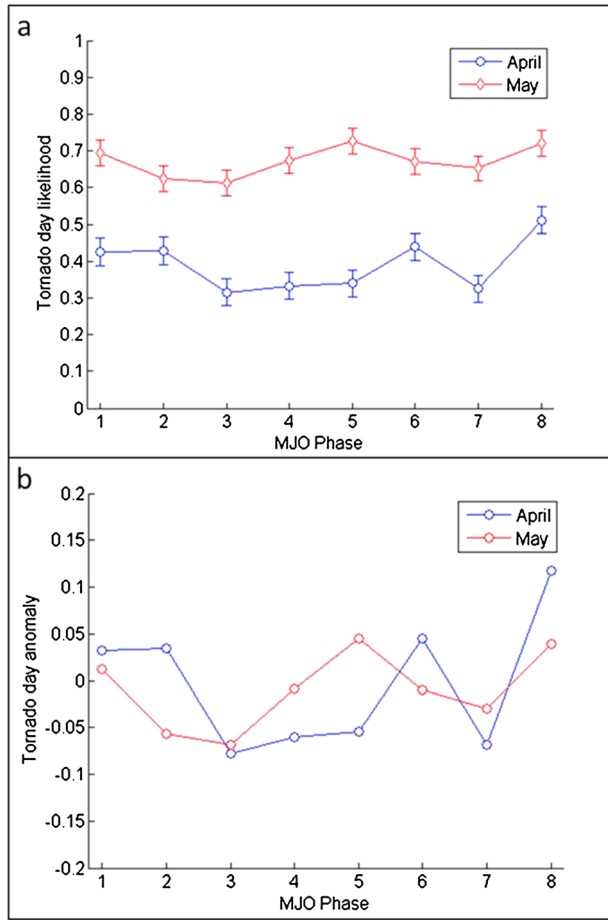 a
1
0.9
0.8
0.7
0.6
0.5
0.4
0.3
0.2
0.1
0
Tornado day likelihood
April
May
1 2 3 4 5 6 7 8
MJO Phase
b
0.2
0.15
0.1
0.05
0
-0.05
-0.1
-0.15
-0.2
Tornado day anomaly
April
May
1 2 3 4 5 6 7 8
MJO Phase